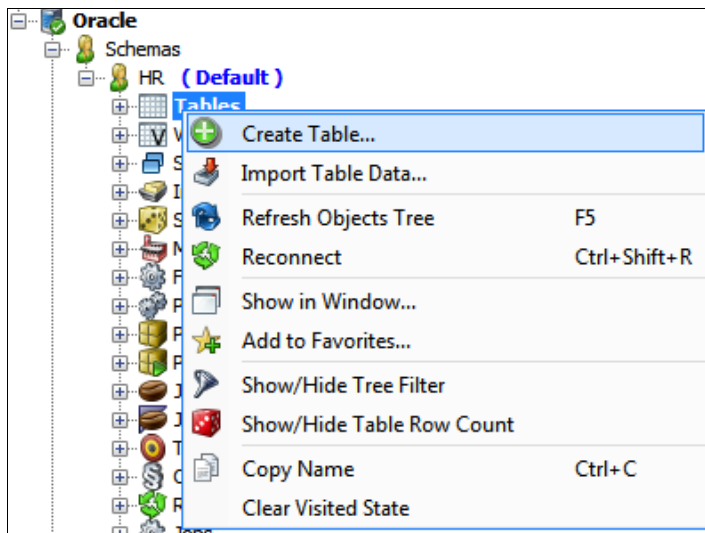 Oracle
Schemas
HR ( Default )
Tables
V
Create Table...
S
Import Table Data...
I
S
Refresh Objects Tree F5
M
Reconnect Ctrl+Shift+R
F
P
Show in Window...
P
Add to Favorites...
P
J
Show/Hide Tree Filter
J
Show/Hide Table Row Count
T
C
Copy Name Ctrl+C
R
Clear Visited State